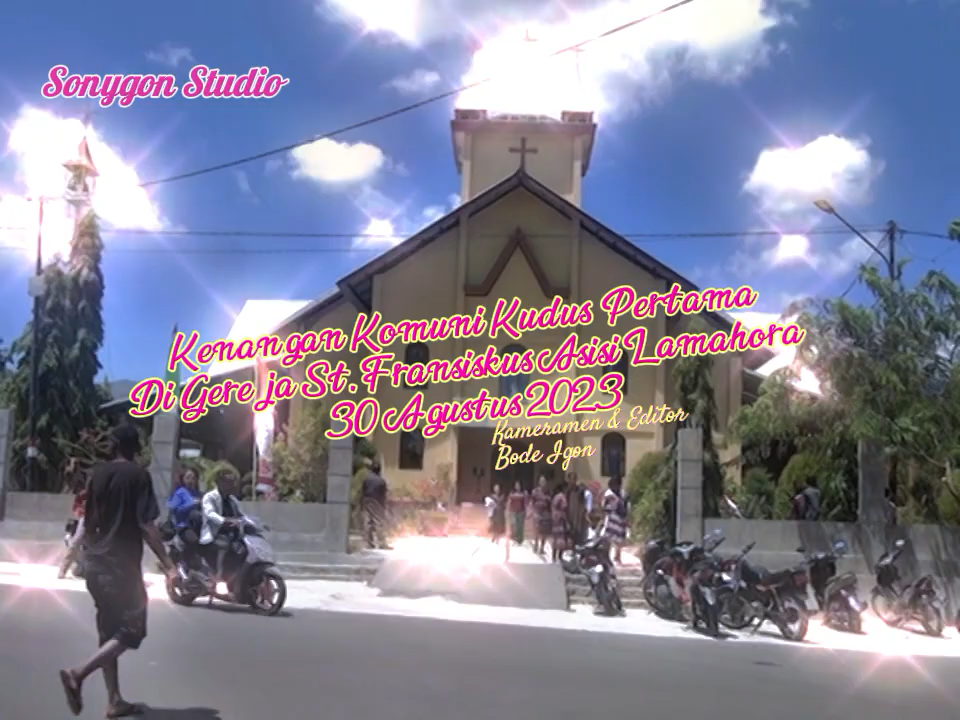 Sonygon Studio
Kenangan Komuni Kudus Pertama
Di Gereja St. Fransiskus Asisi Lamahora
30 Agustus 2023
Kameramen & Editor
Bode Igon